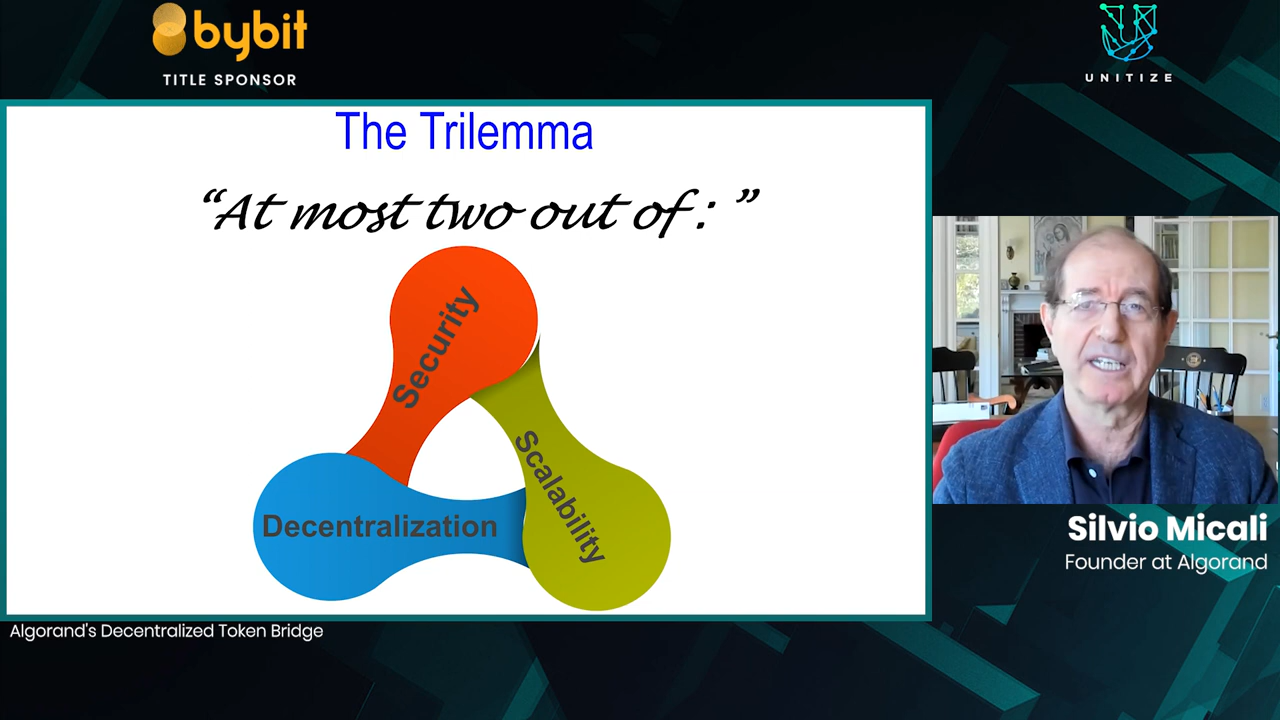 bybit
TITLE SPONSOR
UNITIZE
The Trilemma
“At most two out of: ”
Security
Scalability
Decentralization
Silvio Micali
Founder at Algorand
Algorand's Decentralized Token Bridge